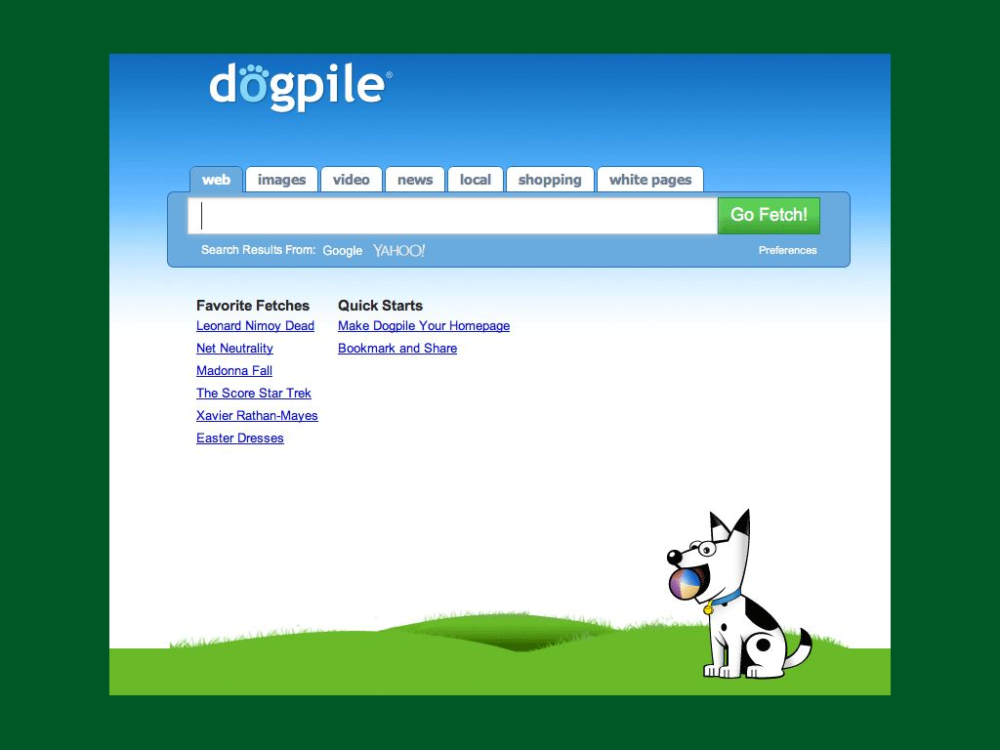 dogpile®
web images video news local shopping white pages
Go Fetch!
Search Results From: Google YAHOO! Preferences
Favorite Fetches
Leonard Nimoy Dead
Net Neutrality
Madonna Fall
The Score Star Trek
Xavier Rathan-Mayes
Easter Dresses
Quick Starts
Make Dogpile Your Homepage
Bookmark and Share